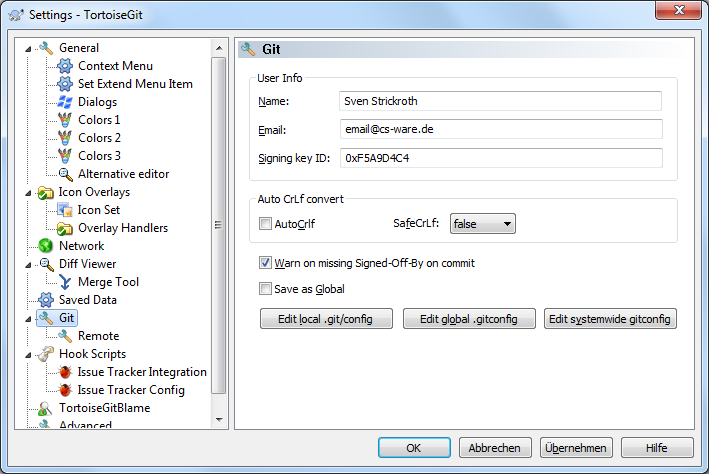 Settings - TortoiseGit
General
Context Menu
Set Extend Menu Item
Dialogs
Colors 1
Colors 2
Colors 3
Alternative editor
Icon Overlays
Icon Set
Overlay Handlers
Network
Diff Viewer
Merge Tool
Saved Data
Git
Remote
Hook Scripts
Issue Tracker Integration
Issue Tracker Config
TortoiseGitBlame
Advanced
Git
User Info
Name: Sven Strickroth
Email: email@cs-ware.de
Signing key ID: 0xF5A9D4C4
Auto CrLf convert
AutoCrlf SafeCrLf: false
Warn on missing Signed-Off-By on commit
Save as Global
Edit local .git/config Edit global .gitconfig Edit systemwide gitconfig
OK Abbrechen Übernehmen Hilfe